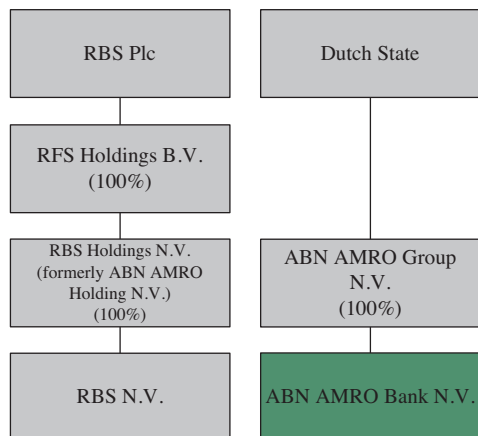 RBS Plc
Dutch State
RFS Holdings B.V.
(100%)
RBS Holdings N.V.
(formerly ABN AMRO
Holding N.V.)
(100%)
ABN AMRO Group
N.V.
(100%)
RBS N.V.
ABN AMRO Bank N.V.